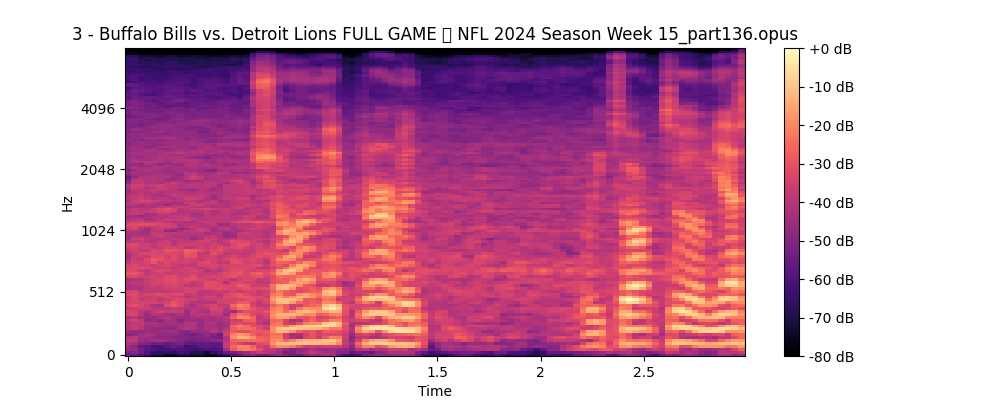 3 - Buffalo Bills vs. Detroit Lions FULL GAME ▯ NFL 2024 Season Week 15_part136.opus
+0 dB
4096
-10 dB
-20 dB
2048
-30 dB
Hz
-40 dB
1024
-50 dB
512
-60 dB
-70 dB
0
-80 dB
0 0.5 1 1.5 2 2.5
Time